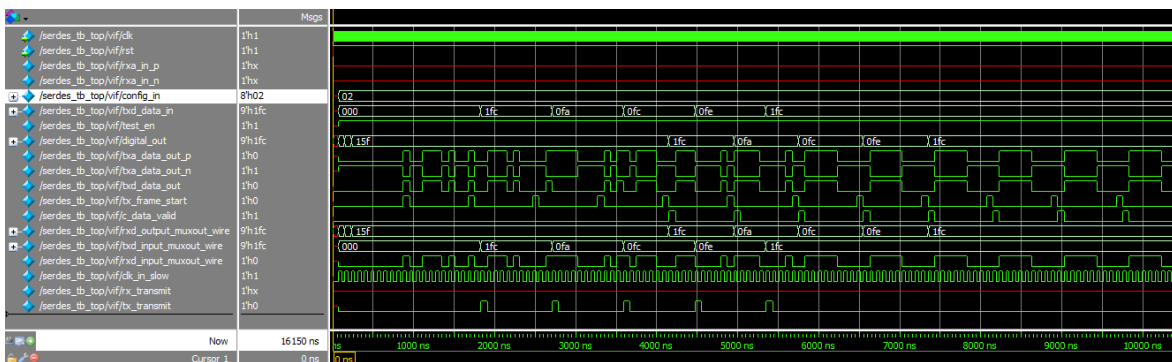 Msgs
/serdes_tb_top/vif/clk 1'h1
/serdes_tb_top/vif/rst 1'h1
/serdes_tb_top/vif/rxa_in_p 1'hx
/serdes_tb_top/vif/rxa_in_n 1'hx
/serdes_tb_top/vif/config_in 8'h02 02
/serdes_tb_top/vif/txd_data_in 9'h1fc 000 1fc 0fa 0fc 0fe 1fc
/serdes_tb_top/vif/test_en 1'h1
/serdes_tb_top/vif/digital_out 9'h1fc 15f 1fc 0fa 0fc 0fe 1fc
/serdes_tb_top/vif/txa_data_out_p 1'h0
/serdes_tb_top/vif/txa_data_out_n 1'h1
/serdes_tb_top/vif/txd_data_out 1'h0
/serdes_tb_top/vif/tx_frame_start 1'h0
/serdes_tb_top/vif/c_data_valid 1'h1
/serdes_tb_top/vif/rxd_output_muxout_wire 9'h1fc 15f 1fc 0fa 0fc 0fe 1fc
/serdes_tb_top/vif/txd_input_muxout_wire 9'h1fc 000 1fc 0fa 0fc 0fe 1fc
/serdes_tb_top/vif/rxd_input_muxout_wire 1'h0
/serdes_tb_top/vif/clk_in_slow 1'h1
/serdes_tb_top/vif/rx_transmit 1'hx
/serdes_tb_top/vif/tx_transmit 1'h0
Now 16150 ns ns 1000 ns 2000 ns 3000 ns 4000 ns 5000 ns 6000 ns 7000 ns 8000 ns 9000 ns 10000 ns
Cursor 1 0 ns 0 ns